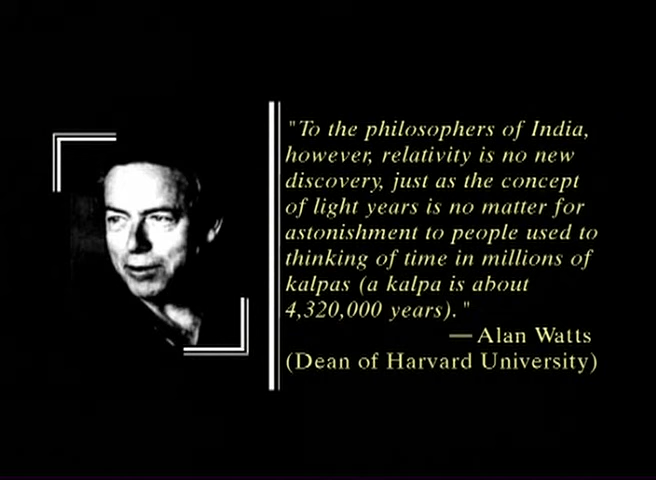 "To the philosophers of India,
however, relativity is no new
discovery, just as the concept
of light years is no matter for
astonishment to people used to
thinking of time in millions of
kalpas (a kalpa is about
4,320,000 years)."
— Alan Watts
(Dean of Harvard University)